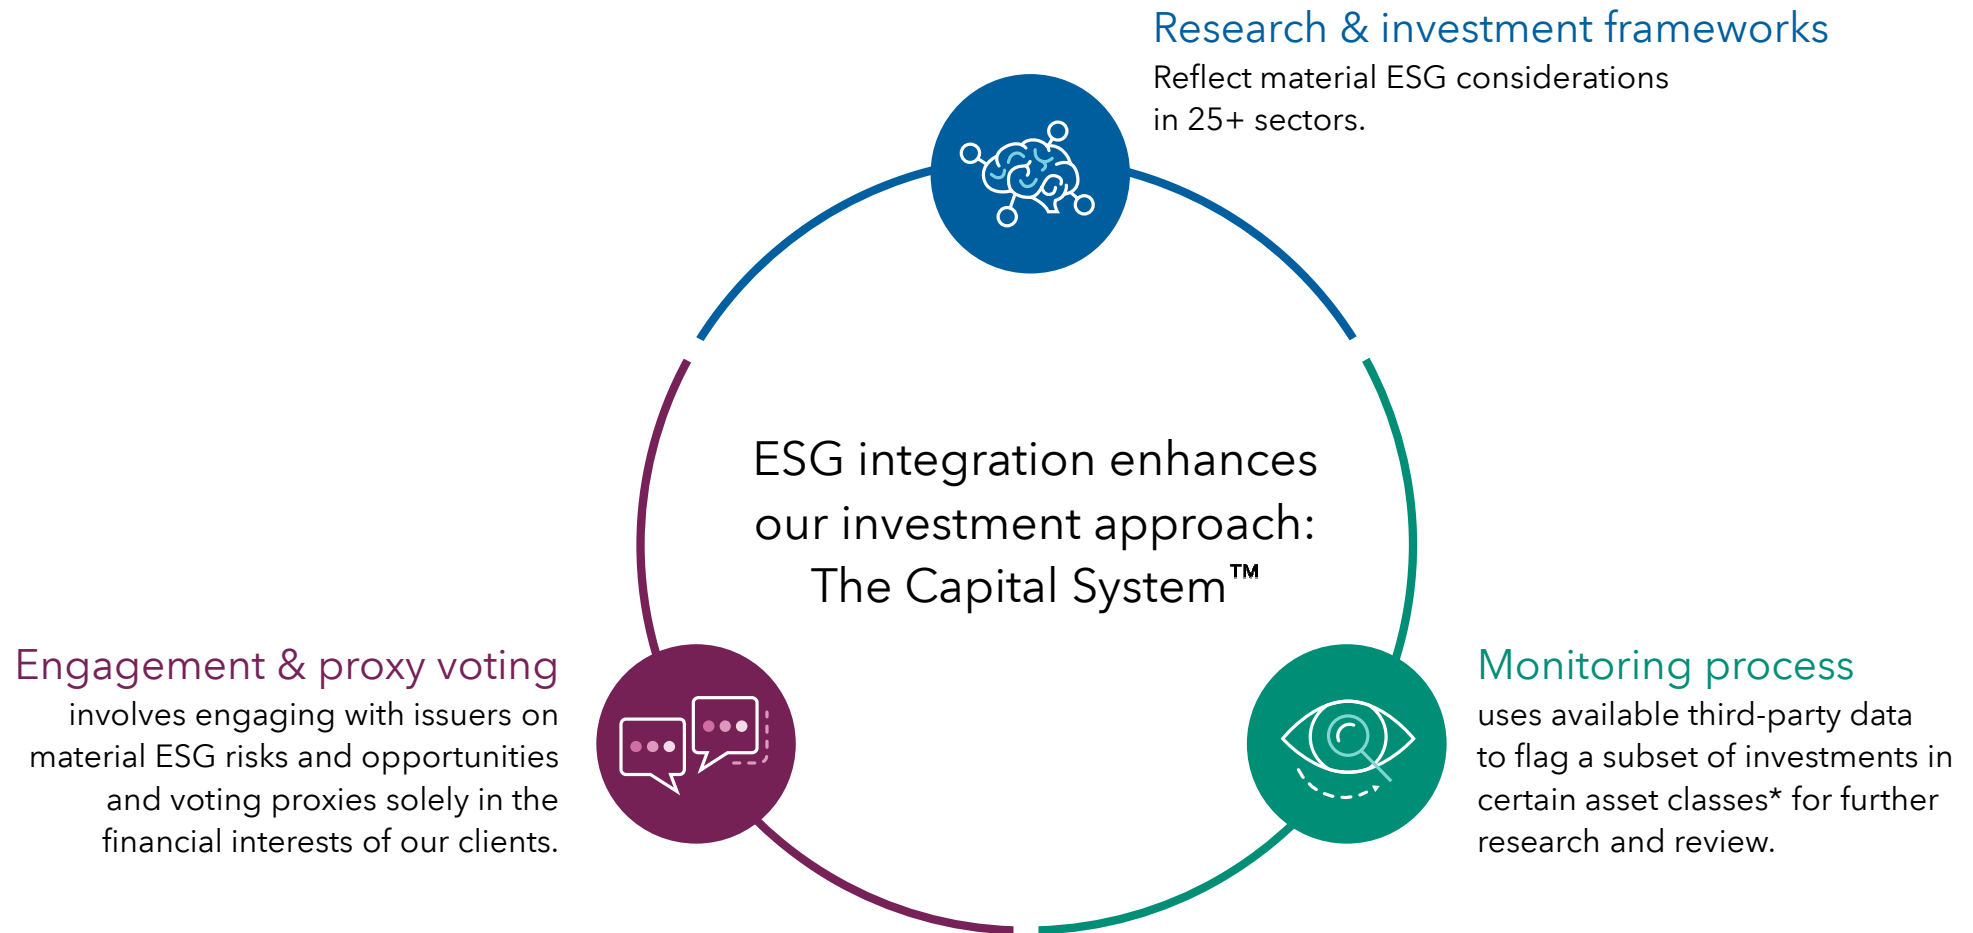 Research & investment frameworks
Reflect material ESG considerations
in 25+ sectors.
ESG integration enhances
our investment approach:
The Capital System™
Engagement & proxy voting
involves engaging with issuers on
material ESG risks and opportunities
and voting proxies solely in the
financial interests of our clients.
Monitoring process
uses available third-party data
to flag a subset of investments in
certain asset classes* for further
research and review.